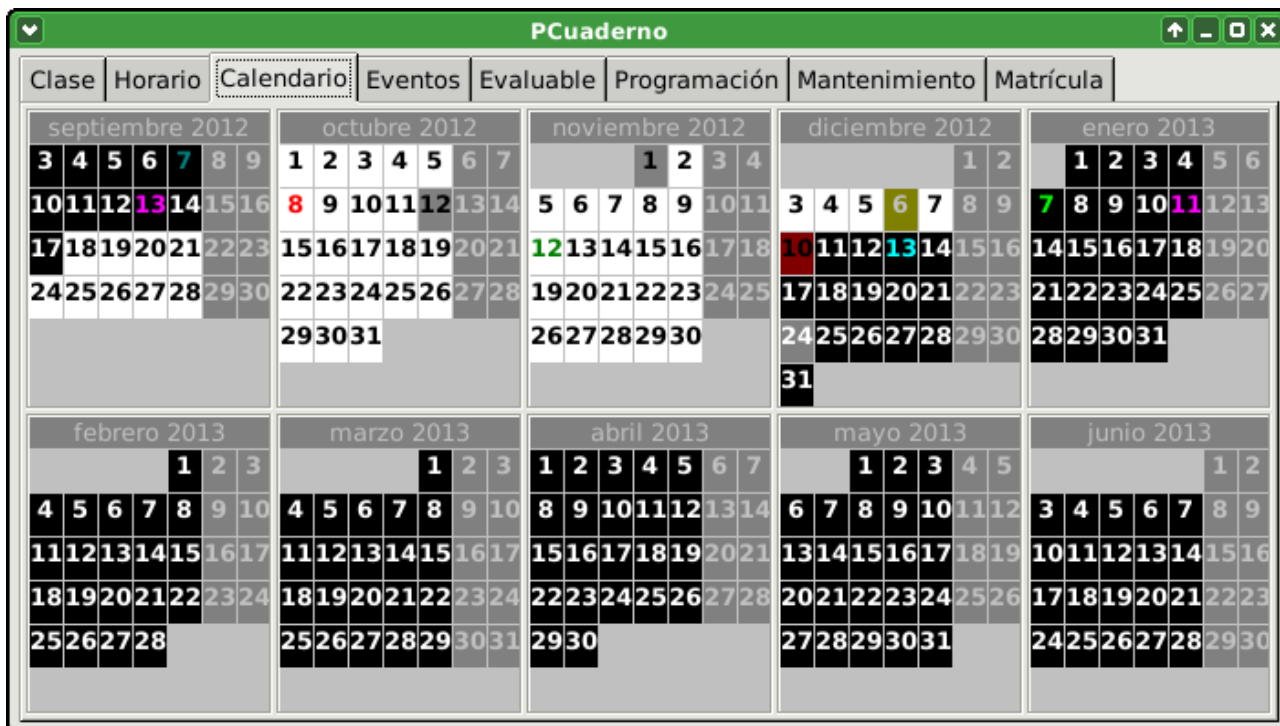 PCuaderno
Clase Horario Calendario Eventos Evaluable Programación Mantenimiento Matrícula
septiembre 2012
3 4 5 6 7 8 9
10 11 12 13 14 15 16
17 18 19 20 21 22 23
24 25 26 27 28 29 30
octubre 2012
1 2 3 4 5 6 7
8 9 10 11 12 13 14
15 16 17 18 19 20 21
22 23 24 25 26 27 28
29 30 31
noviembre 2012
1 2 3 4
5 6 7 8 9 10 11
12 13 14 15 16 17 18
19 20 21 22 23 24 25
26 27 28 29 30
diciembre 2012
1 2
3 4 5 6 7 8 9
10 11 12 13 14 15 16
17 18 19 20 21 22 23
24 25 26 27 28 29 30
31
enero 2013
1 2 3 4 5 6
7 8 9 10 11 12 13
14 15 16 17 18 19 20
21 22 23 24 25 26 27
28 29 30 31
febrero 2013
1 2 3
4 5 6 7 8 9 10
11 12 13 14 15 16 17
18 19 20 21 22 23 24
25 26 27 28
marzo 2013
1 2 3
4 5 6 7 8 9 10
11 12 13 14 15 16 17
18 19 20 21 22 23 24
25 26 27 28 29 30 31
abril 2013
1 2 3 4 5 6 7
8 9 10 11 12 13 14
15 16 17 18 19 20 21
22 23 24 25 26 27 28
29 30
mayo 2013
1 2 3 4 5
6 7 8 9 10 11 12
13 14 15 16 17 18 19
20 21 22 23 24 25 26
27 28 29 30 31
junio 2013
1 2
3 4 5 6 7 8 9
10 11 12 13 14 15 16
17 18 19 20 21 22 23
24 25 26 27 28 29 30